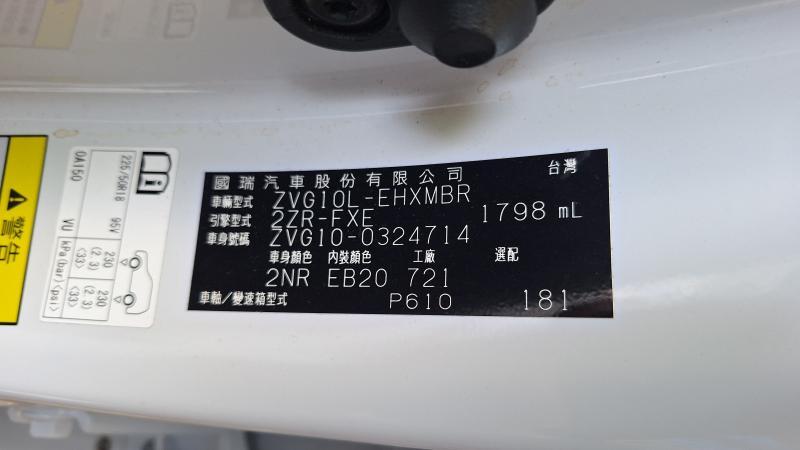 國瑞汽車股份有限公司 台灣
車輛型式 ZVG10L-EHXMBR
引擎型式 2ZR-FXE 1798 mL
車身號碼 ZVG10-0324714
車身顏色 內裝顏色 工廠 選配
2NR EB20 721
車軸/變速箱型式 P610 181
警告
225/50R18 95V
230 (2.3) <33>
230 (2.3) <33>
0A150 VU kPa(bar)<psi>